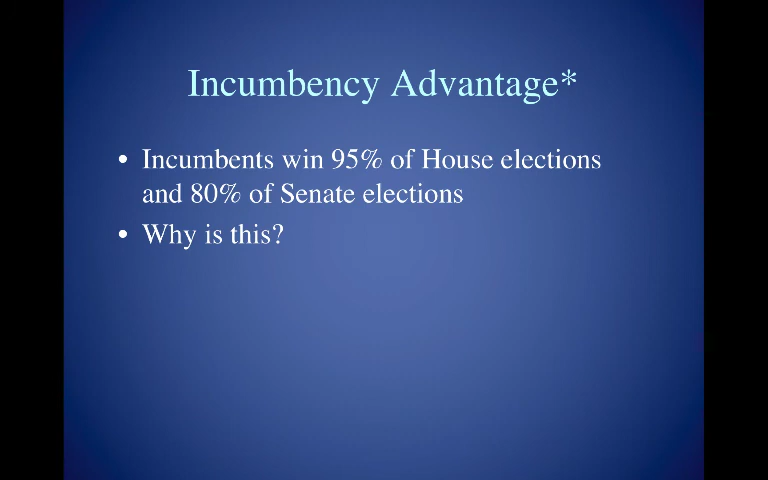 Incumbency Advantage*
• Incumbents win 95% of House elections
and 80% of Senate elections
• Why is this?